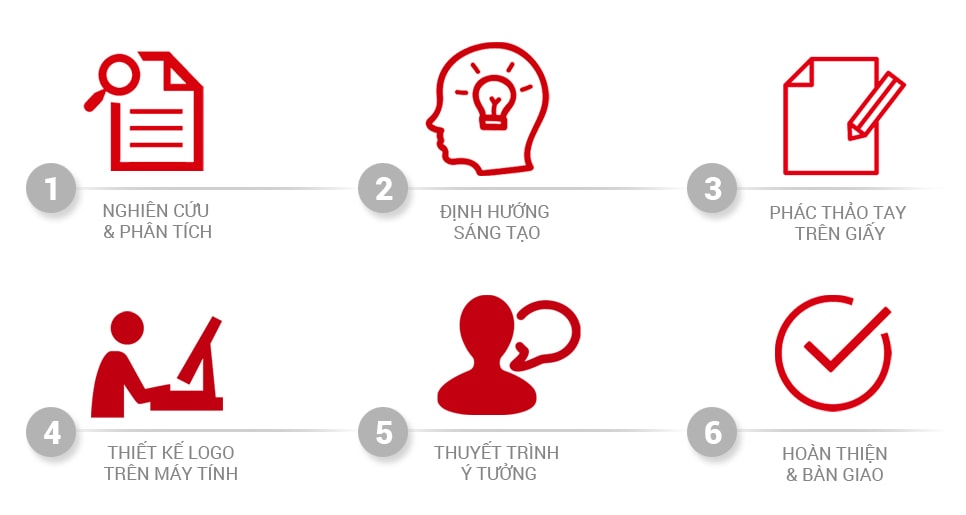 1
NGHIÊN CỨU
& PHÂN TÍCH
2
ĐỊNH HƯỚNG
SÁNG TẠO
3
PHÁC THẢO TAY
TRÊN GIẤY
4
THIẾT KẾ LOGO
TRÊN MÁY TÍNH
5
THUYẾT TRÌNH
Ý TƯỞNG
6
HOÀN THIỆN
& BÀN GIAO